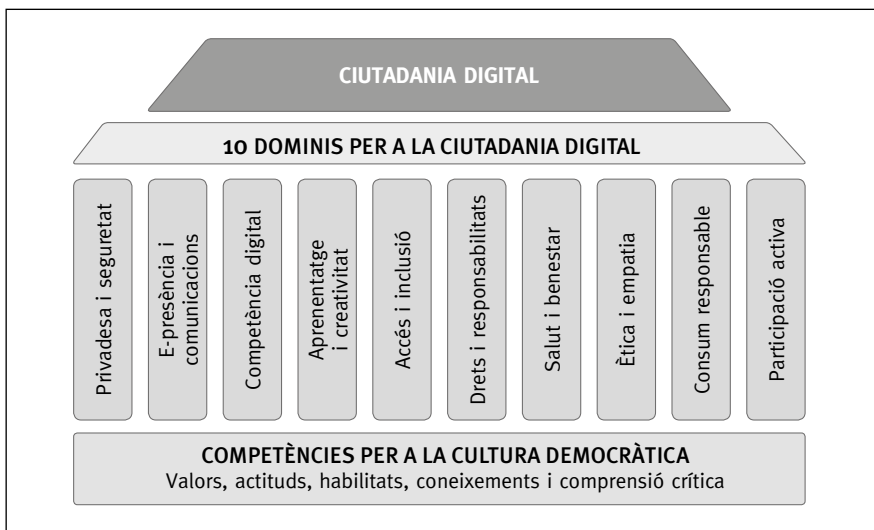 CIUTADANIA DIGITAL
10 DOMINIS PER A LA CIUTADANIA DIGITAL
Privadesa i seguretat
E-presència i
comunicacions
Competència digital
Aprenentatge
i creativitat
Accés i inclusió
Drets i responsabilitats
Salut i benestar
Ètica i empatia
Consum responsable
Participació activa
COMPETÈNCIES PER A LA CULTURA DEMOCRÀTICA
Valors, actituds, habilitats, coneixements i comprensió crítica